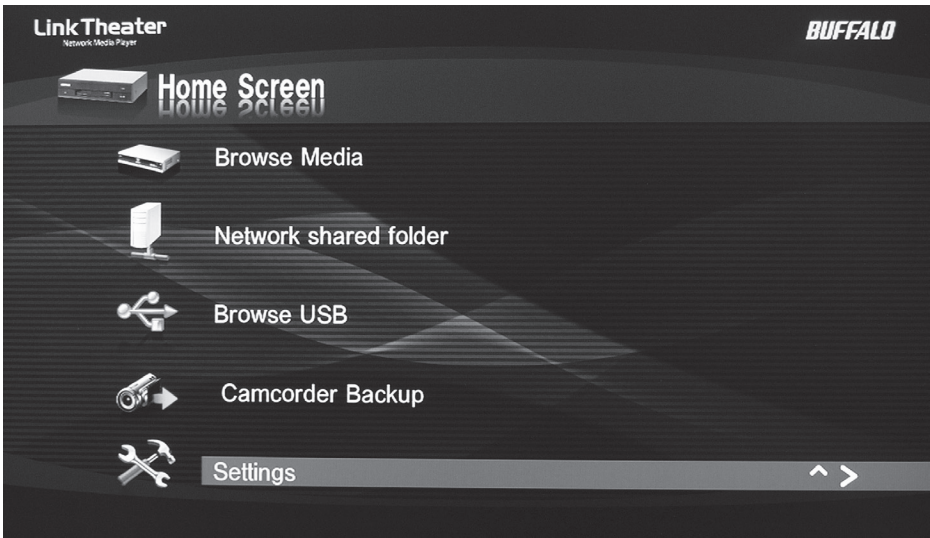 LinkTheater
Network Media Player
BUFFALO
Home Screen
Browse Media
Network shared folder
Browse USB
Camcorder Backup
Settings